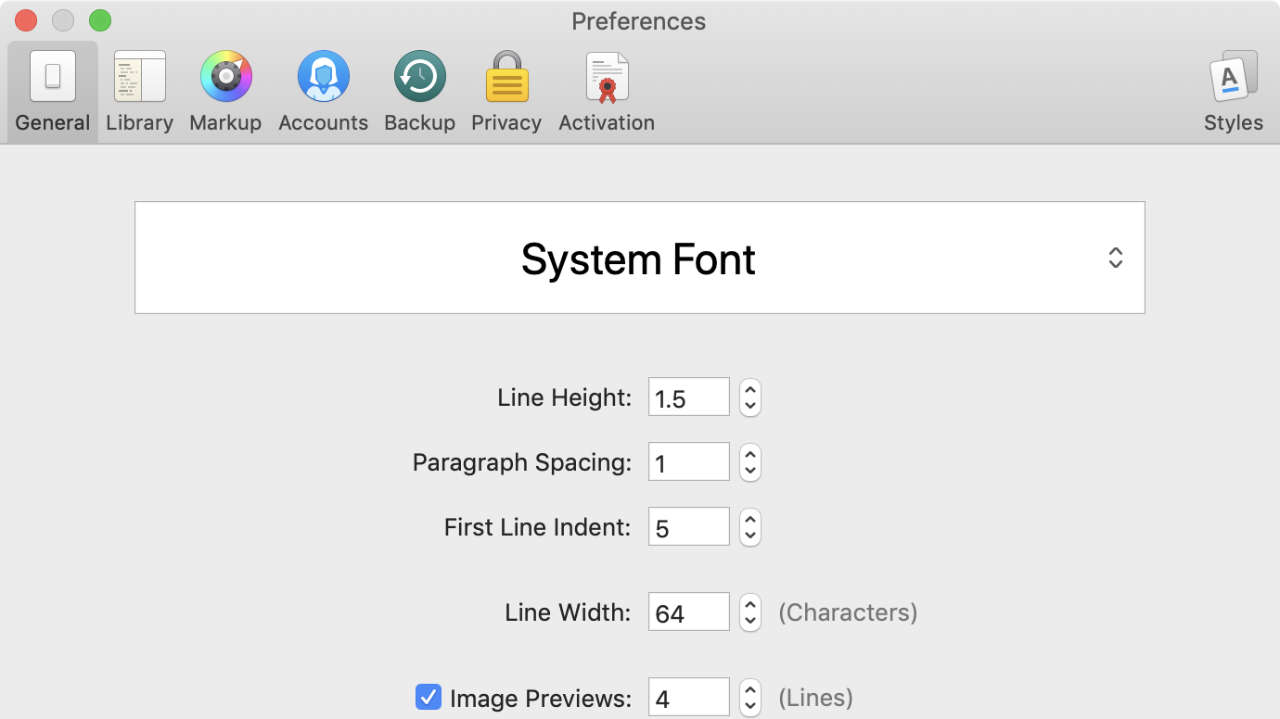 Preferences
General Library Markup Accounts Backup Privacy Activation Styles
System Font
Line Height: 1.5
Paragraph Spacing: 1
First Line Indent: 5
Line Width: 64 (Characters)
Image Previews: 4 (Lines)